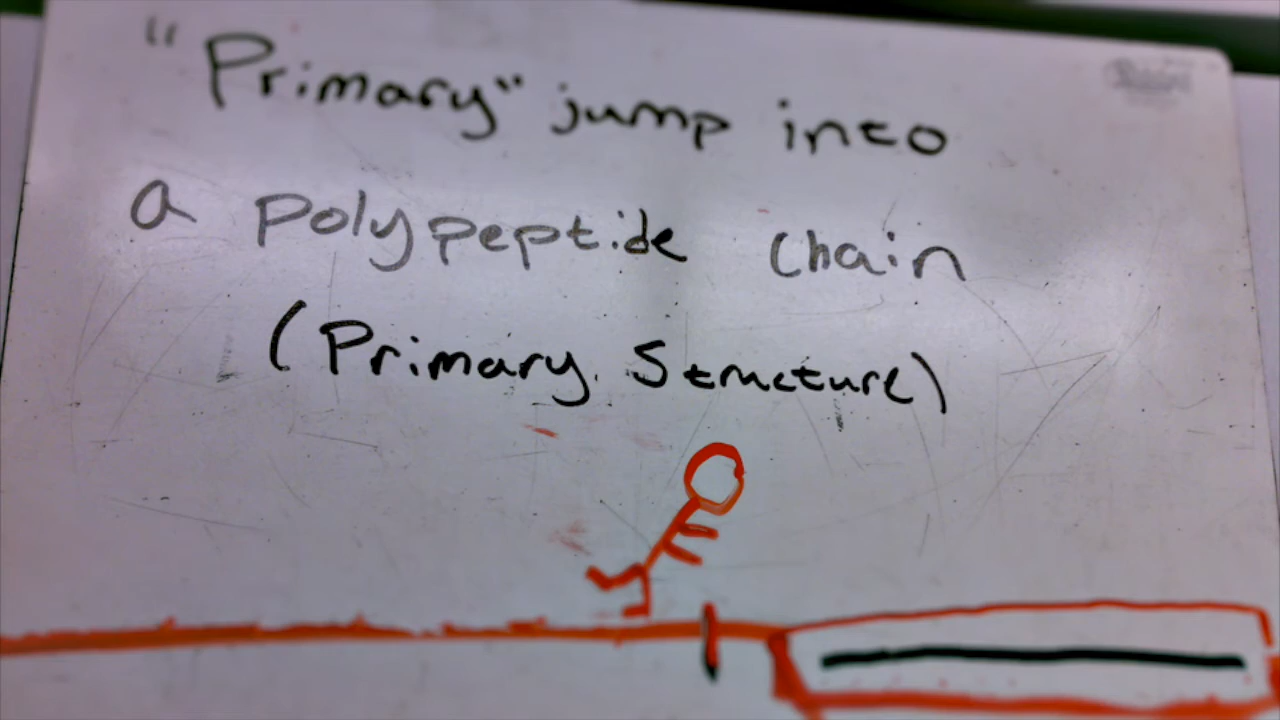 "Primary" jump into
a polypeptide chain
(Primary Structure)